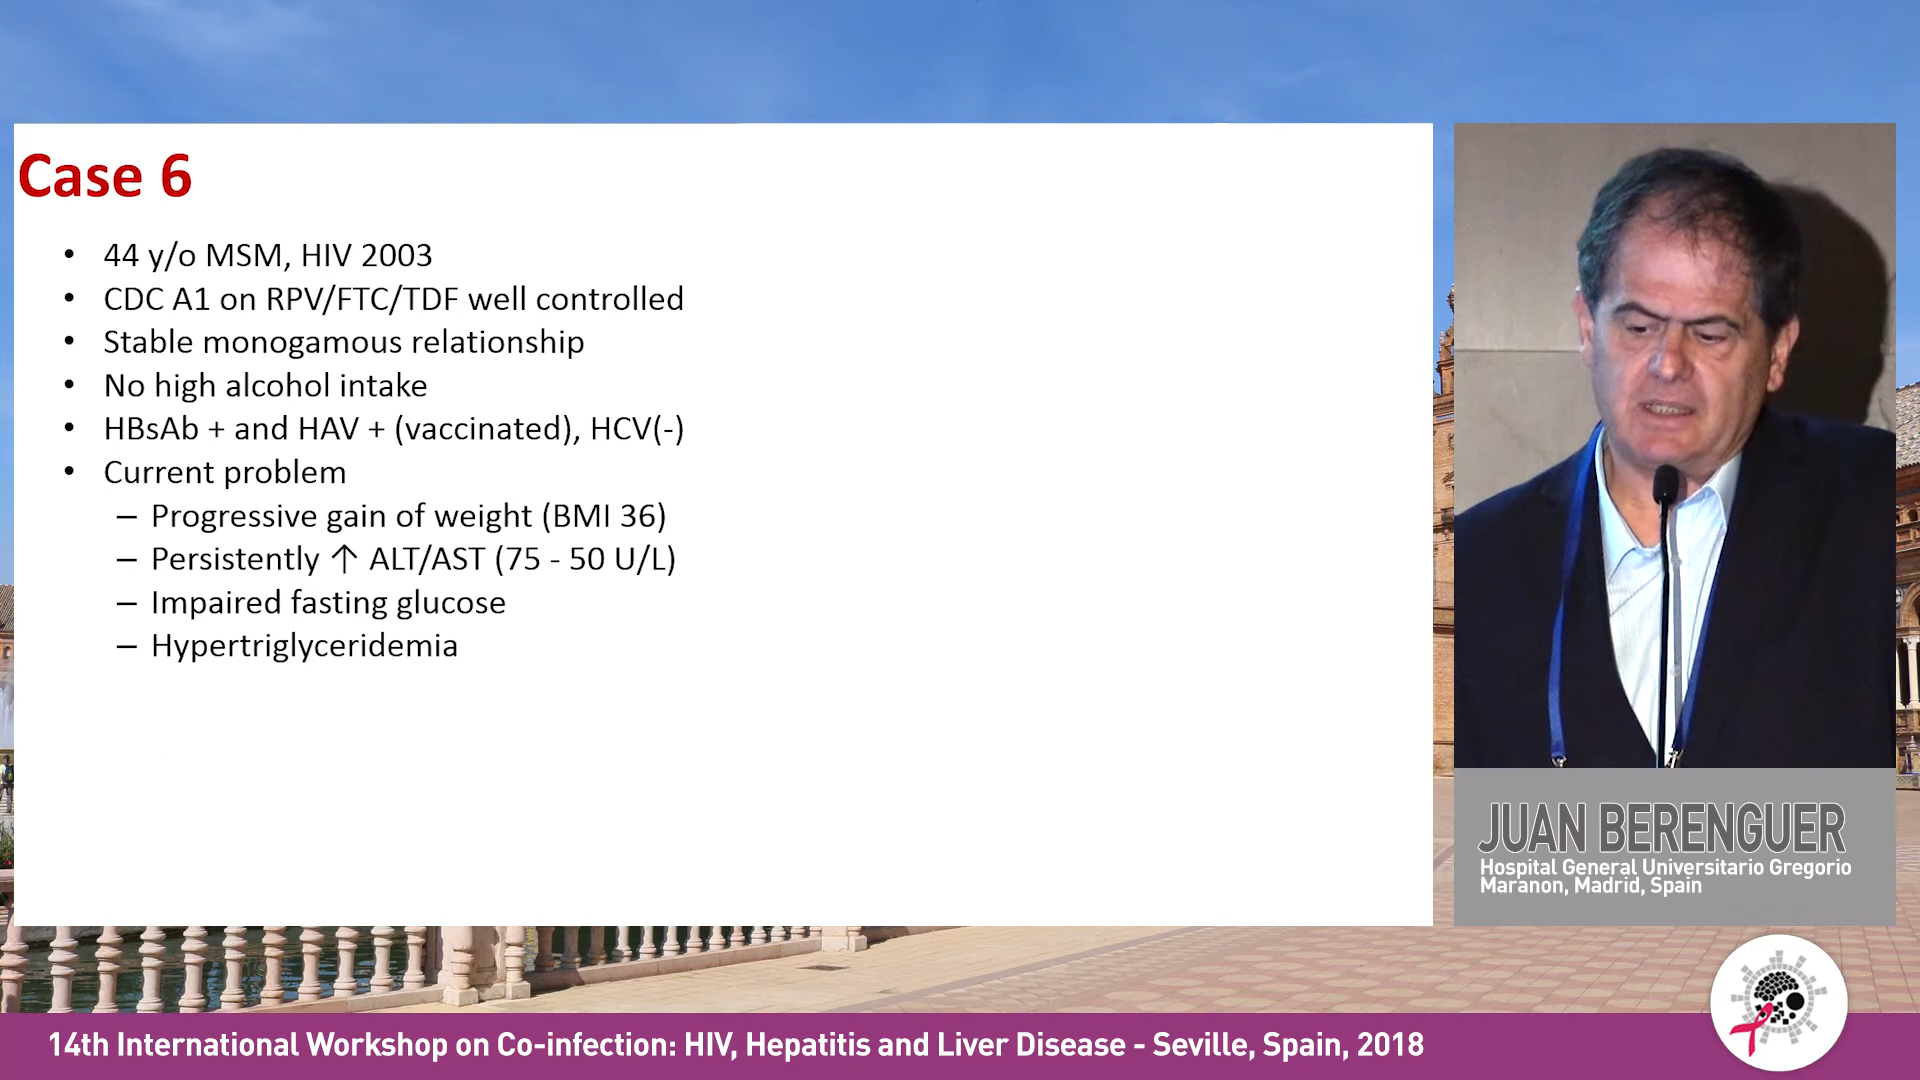 Case 6
• 44 y/o MSM, HIV 2003
• CDC A1 on RPV/FTC/TDF well controlled
• Stable monogamous relationship
• No high alcohol intake
• HBsAb + and HAV + (vaccinated), HCV(-)
• Current problem
– Progressive gain of weight (BMI 36)
– Persistently ↑ ALT/AST (75 - 50 U/L)
– Impaired fasting glucose
– Hypertriglyceridemia
JUAN BERENGUER
Hospital General Universitario Gregorio
Maranon, Madrid, Spain
14th International Workshop on Co-infection: HIV, Hepatitis and Liver Disease - Seville, Spain, 2018